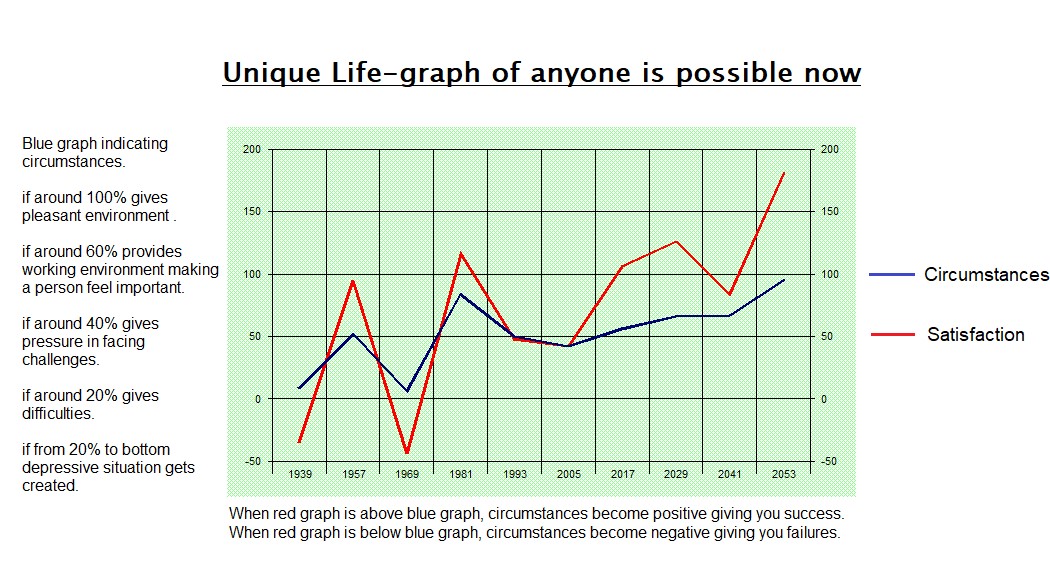 Unique Life-graph of anyone is possible now
Blue graph indicating
circumstances.
if around 100% gives
pleasant environment .
if around 60% provides
working environment making
a person feel important.
if around 40% gives
pressure in facing
challenges.
if around 20% gives
difficulties.
if from 20% to bottom
depressive situation gets
created.
200
150
100
50
0
-50
1939 1957 1969 1981 1993 2005 2017 2029 2041 2053
200
150
100
50
0
-50
Circumstances
Satisfaction
When red graph is above blue graph, circumstances become positive giving you success.
When red graph is below blue graph, circumstances become negative giving you failures.